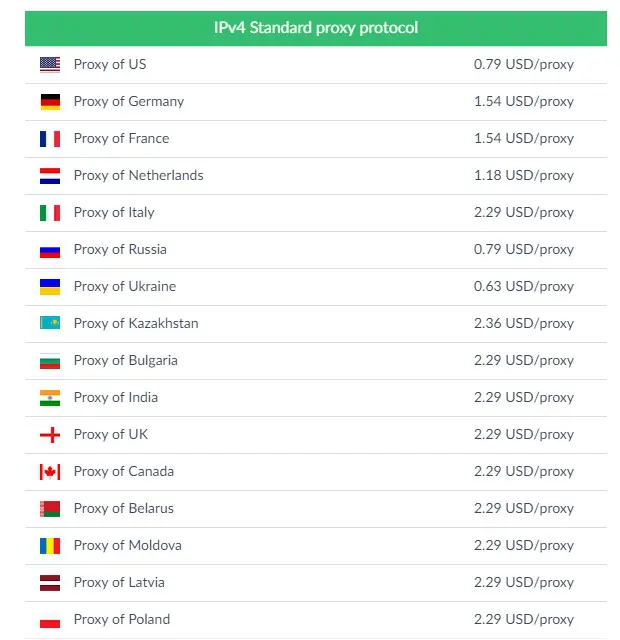 IPv4 Standard proxy protocol
Proxy of US 0.79 USD/proxy
Proxy of Germany 1.54 USD/proxy
Proxy of France 1.54 USD/proxy
Proxy of Netherlands 1.18 USD/proxy
Proxy of Italy 2.29 USD/proxy
Proxy of Russia 0.79 USD/proxy
Proxy of Ukraine 0.63 USD/proxy
Proxy of Kazakhstan 2.36 USD/proxy
Proxy of Bulgaria 2.29 USD/proxy
Proxy of India 2.29 USD/proxy
Proxy of UK 2.29 USD/proxy
Proxy of Canada 2.29 USD/proxy
Proxy of Belarus 2.29 USD/proxy
Proxy of Moldova 2.29 USD/proxy
Proxy of Latvia 2.29 USD/proxy
Proxy of Poland 2.29 USD/proxy